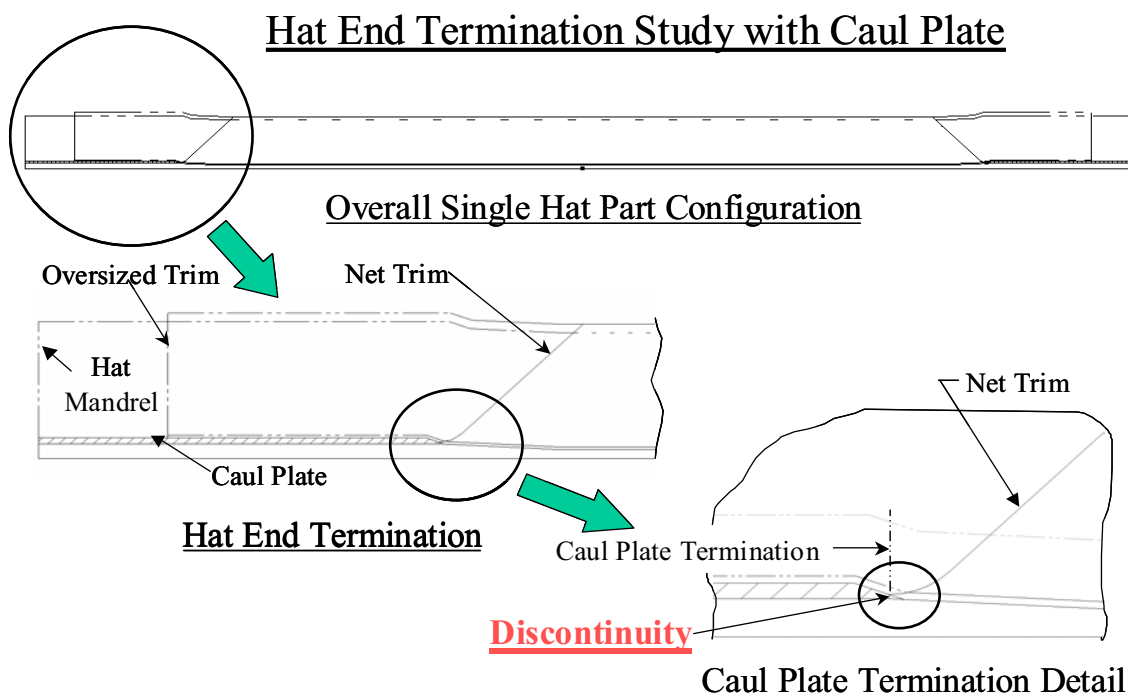 Hat End Termination Study with Caul Plate
Overall Single Hat Part Configuration
Oversized Trim
Net Trim
Hat
Mandrel
Caul Plate
Hat End Termination
Net Trim
Caul Plate Termination
Discontinuity
Caul Plate Termination Detail